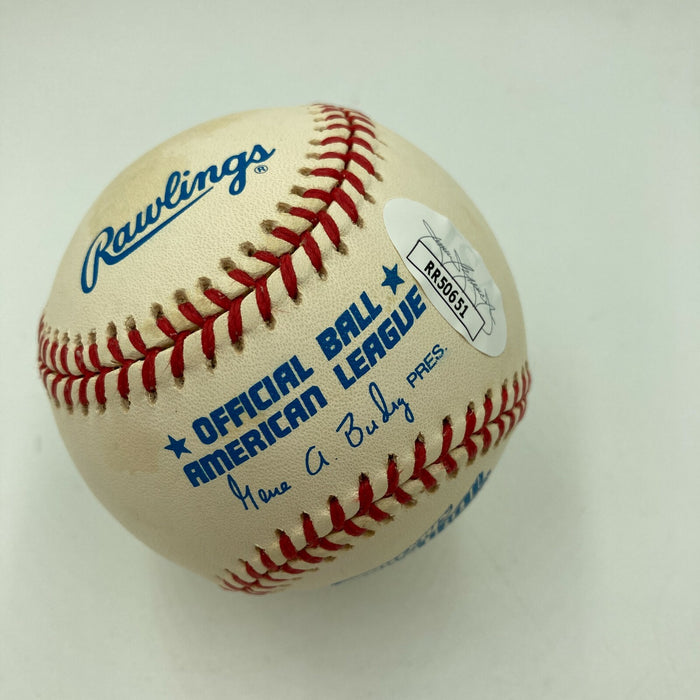 Rawlings®
★ OFFICIAL BALL ★
AMERICAN LEAGUE
Gene A. Budig PRES.
RR50651